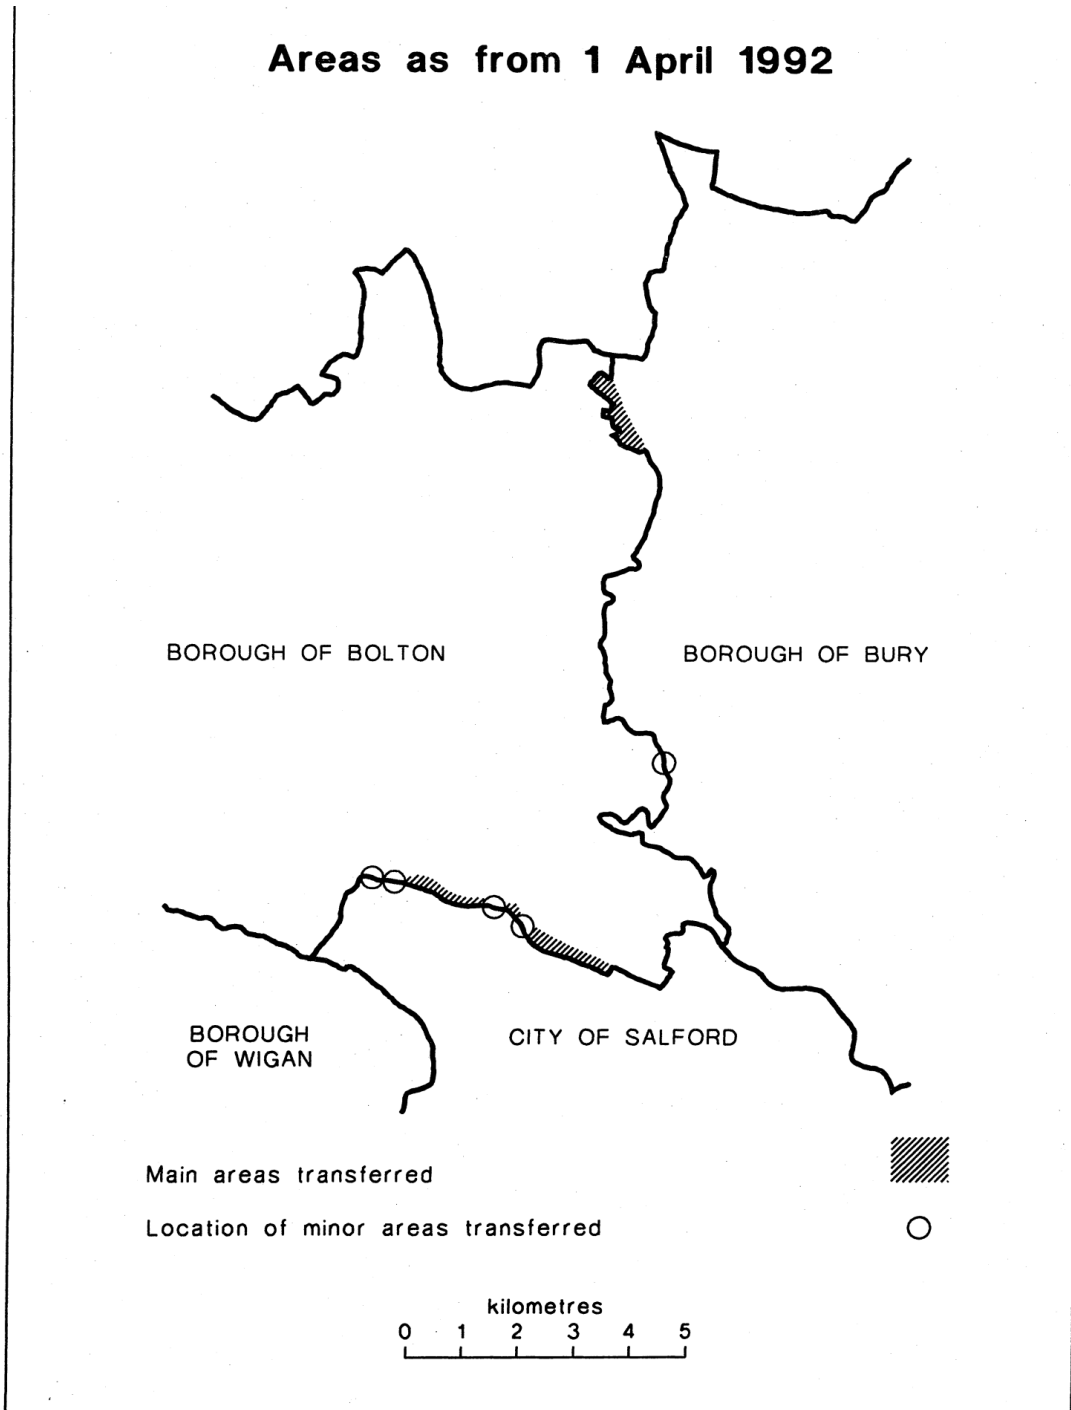 Areas as from 1 April 1992
BOROUGH OF BOLTON
BOROUGH OF BURY
BOROUGH
OF WIGAN
CITY OF SALFORD
Main areas transferred
Location of minor areas transferred
kilometres
0 1 2 3 4 5